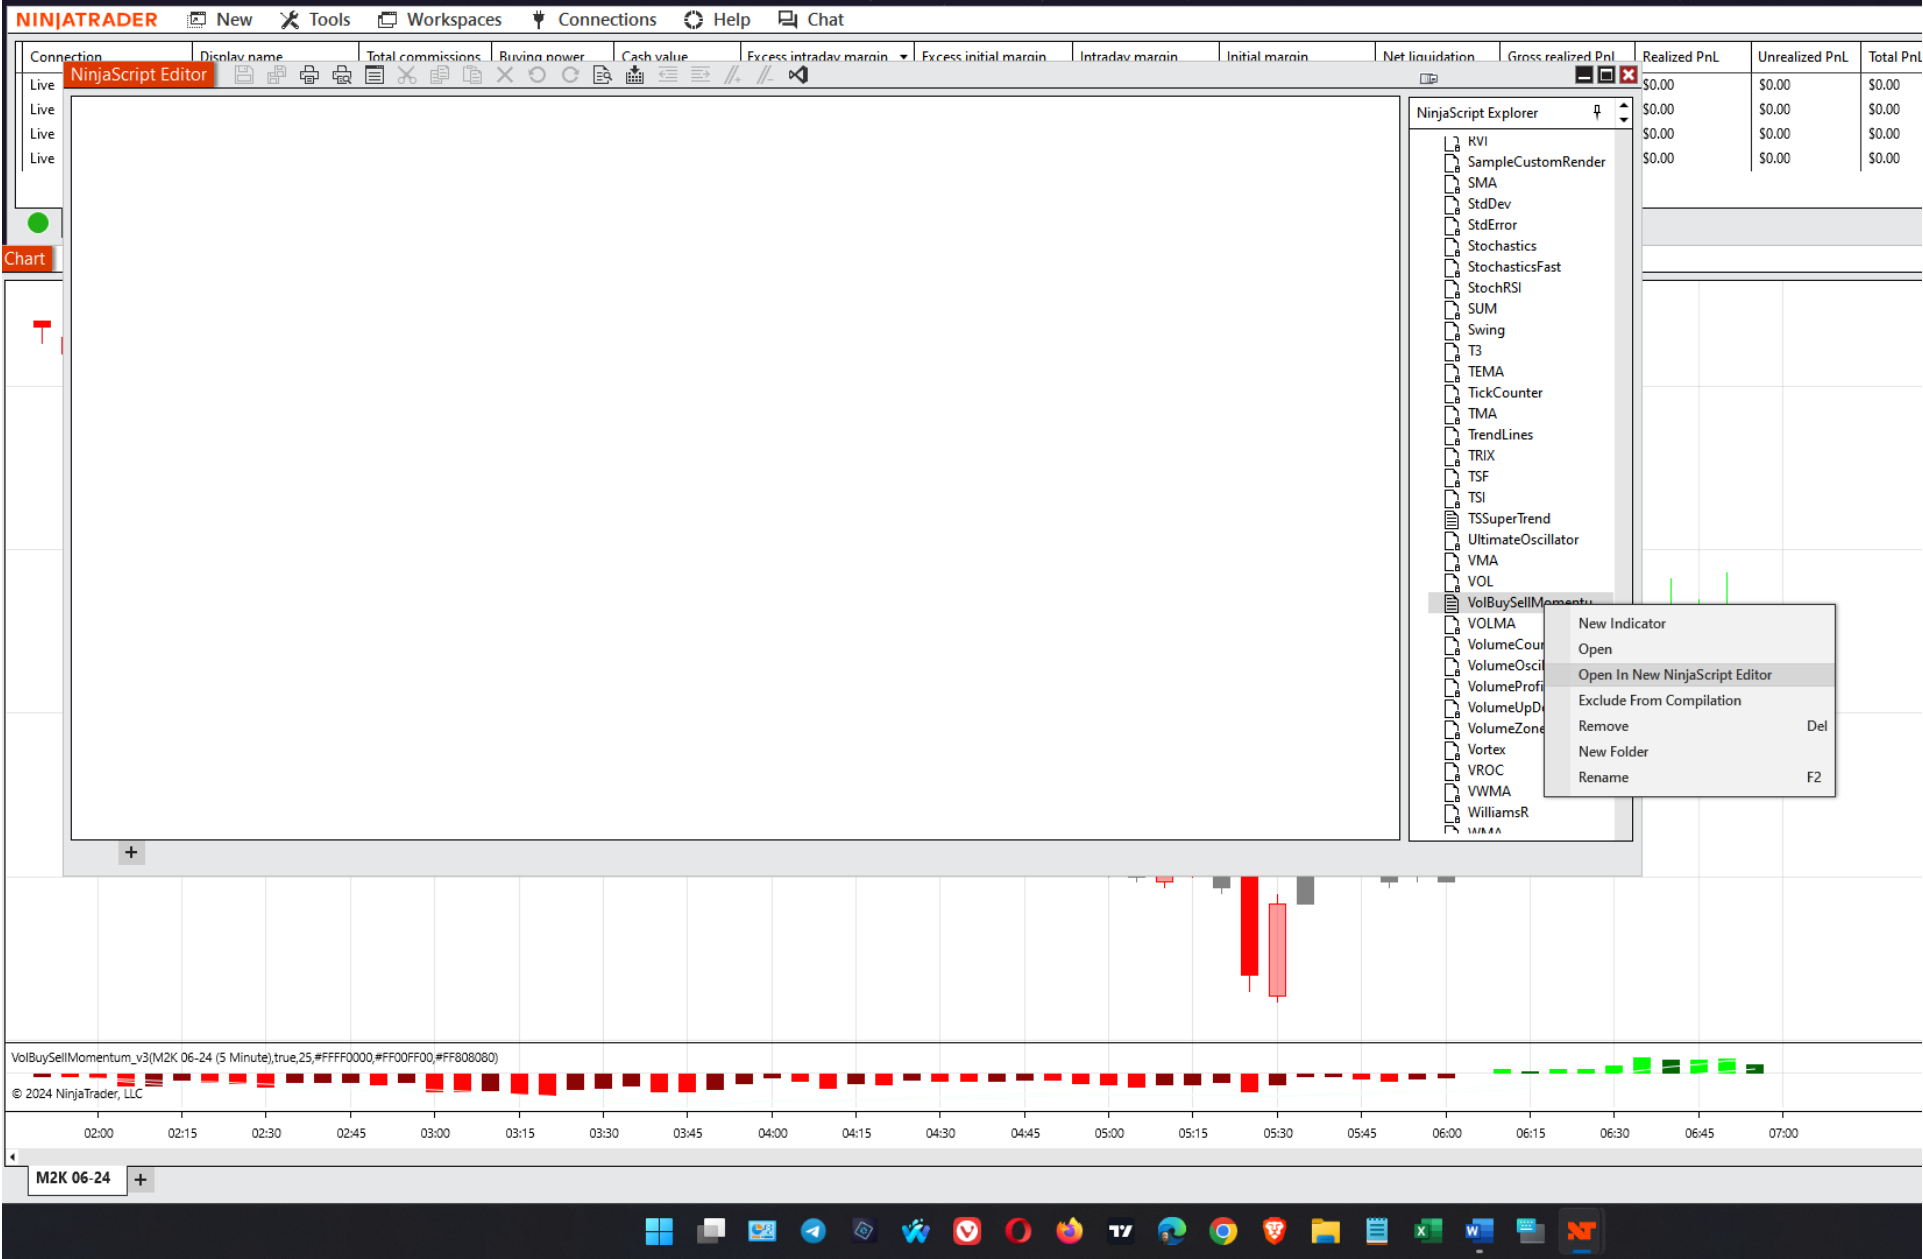 NINJATRADER New Tools Workspaces Connections Help Chat
Connection Display name Total commissions Buying power Cash value Excess intraday margin Excess initial margin Intraday margin Initial margin Net liquidation Gross realized PnL Realized PnL Unrealized PnL Total PnL
NinjaScript Editor
Live $0.00 $0.00 $0.00
Live $0.00 $0.00 $0.00
Live $0.00 $0.00 $0.00
Live $0.00 $0.00 $0.00
Chart
NinjaScript Explorer
RVI
SampleCustomRender
SMA
StdDev
StdError
Stochastics
StochasticsFast
StochRSI
SUM
Swing
T3
TEMA
TickCounter
TMA
TrendLines
TRIX
TSF
TSI
TSSuperTrend
UltimateOscillator
VMA
VOL
VolBuySellMomentu
VOLMA
VolumeCou
VolumeOscil
VolumeProfi
VolumeUpD
VolumeZone
Vortex
VROC
VWMA
WilliamsR
WMA
New Indicator
Open
Open In New NinjaScript Editor
Exclude From Compilation
Remove Del
New Folder
Rename F2
+
VolBuySellMomentum_v3(M2K 06-24 (5 Minute),true,25,#FFFF0000,#FF00FF00,#FF808080)
© 2024 NinjaTrader, LLC
02:00 02:15 02:30 02:45 03:00 03:15 03:30 03:45 04:00 04:15 04:30 04:45 05:00 05:15 05:30 05:45 06:00 06:15 06:30 06:45 07:00
M2K 06-24 +